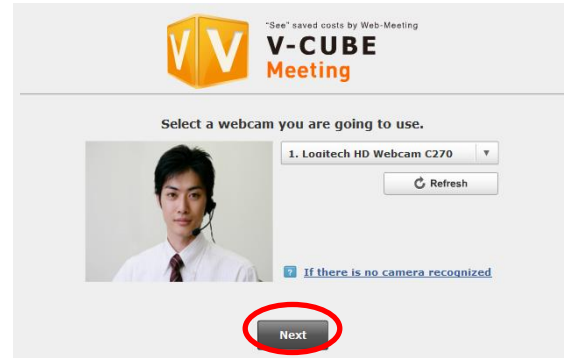 "See" saved costs by Web-Meeting
V-CUBE
Meeting
Select a webcam you are going to use.
1. Logitech HD Webcam C270
Refresh
? If there is no camera recognized
Next